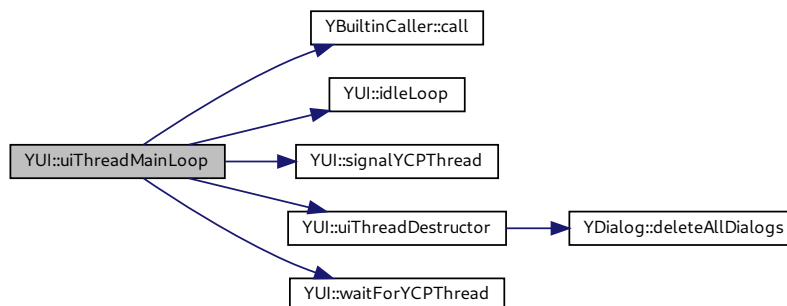 YBuiltinCaller::call
YUI::idleLoop
YUI::uiThreadMainLoop
YUI::signalYCPThread
YUI::uiThreadDestructor
YDialog::deleteAllDialogs
YUI::waitForYCPThread